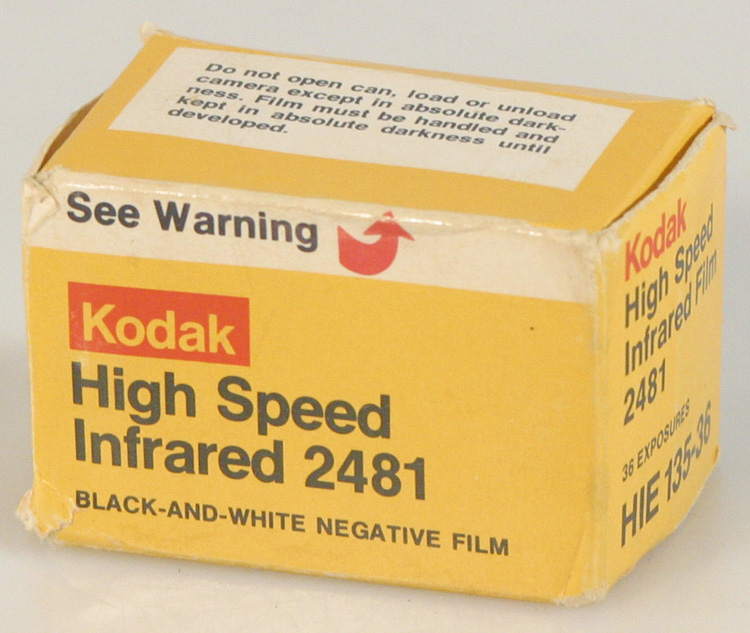 Do not open can, load or unload
camera except in absolute dark-
ness. Film must be handled and
kept in absolute darkness until
developed.
See Warning
Kodak
High Speed
Infrared 2481
BLACK-AND-WHITE NEGATIVE FILM
Kodak
High Speed
Infrared Film
2481
36 EXPOSURES
HIE 135-36